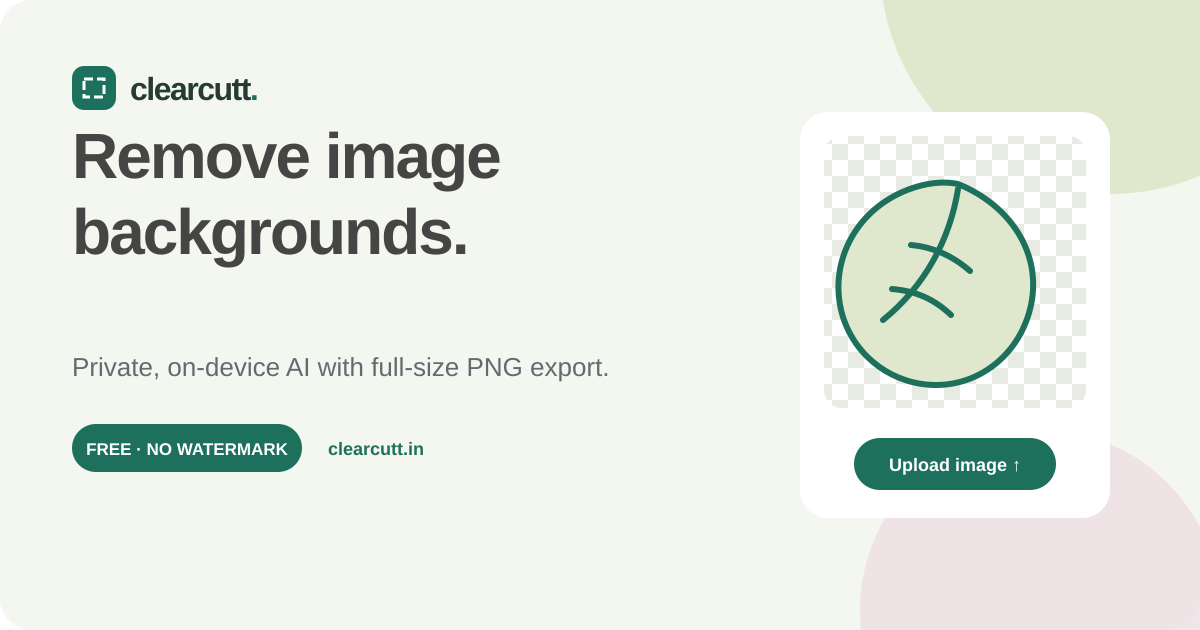 clearcutt.
Remove image
backgrounds.
Private, on-device AI with full-size PNG export.
FREE · NO WATERMARK
clearcutt.in
Upload image ↑